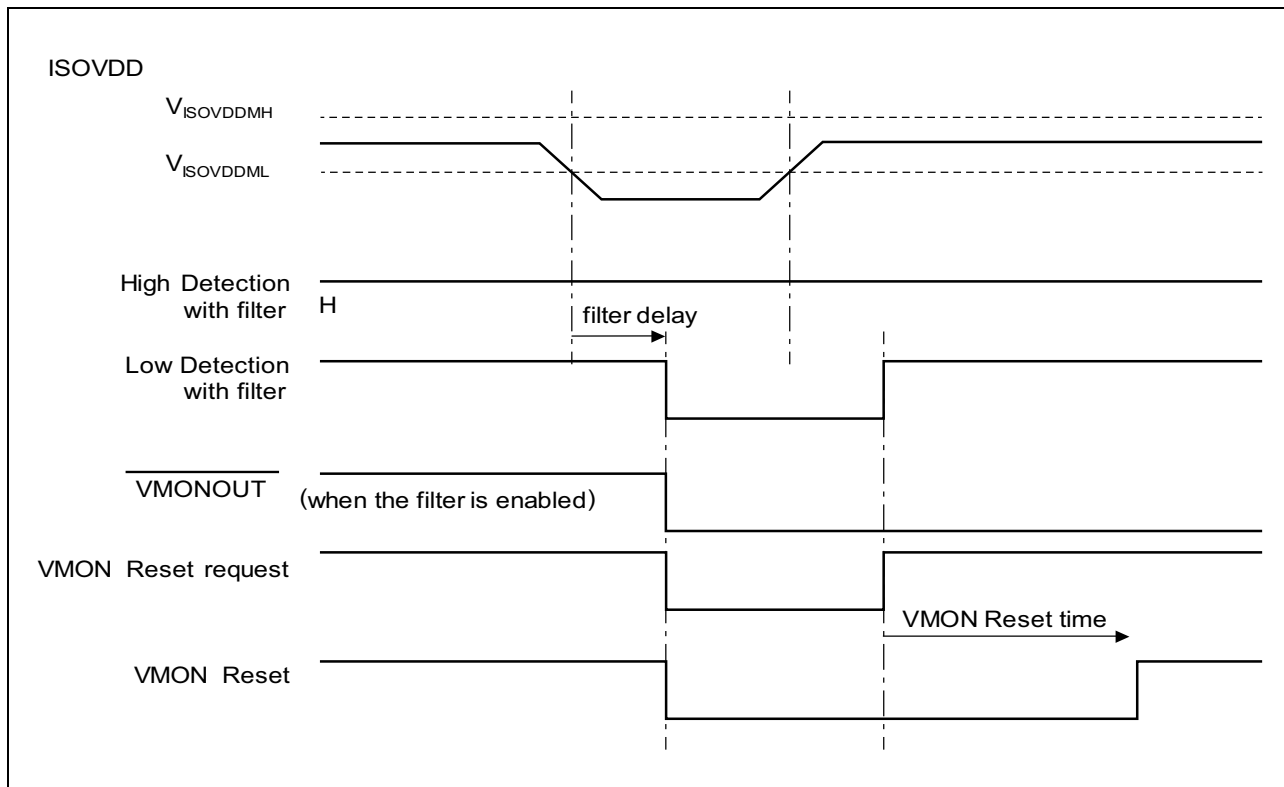 ISOVDD
VISOVDDMH
VISOVDDML
High Detection
with filter
H
filter delay
Low Detection
with filter
VMONOUT
(when the filter is enabled)
VMON Reset request
VMON Reset time
VMON Reset